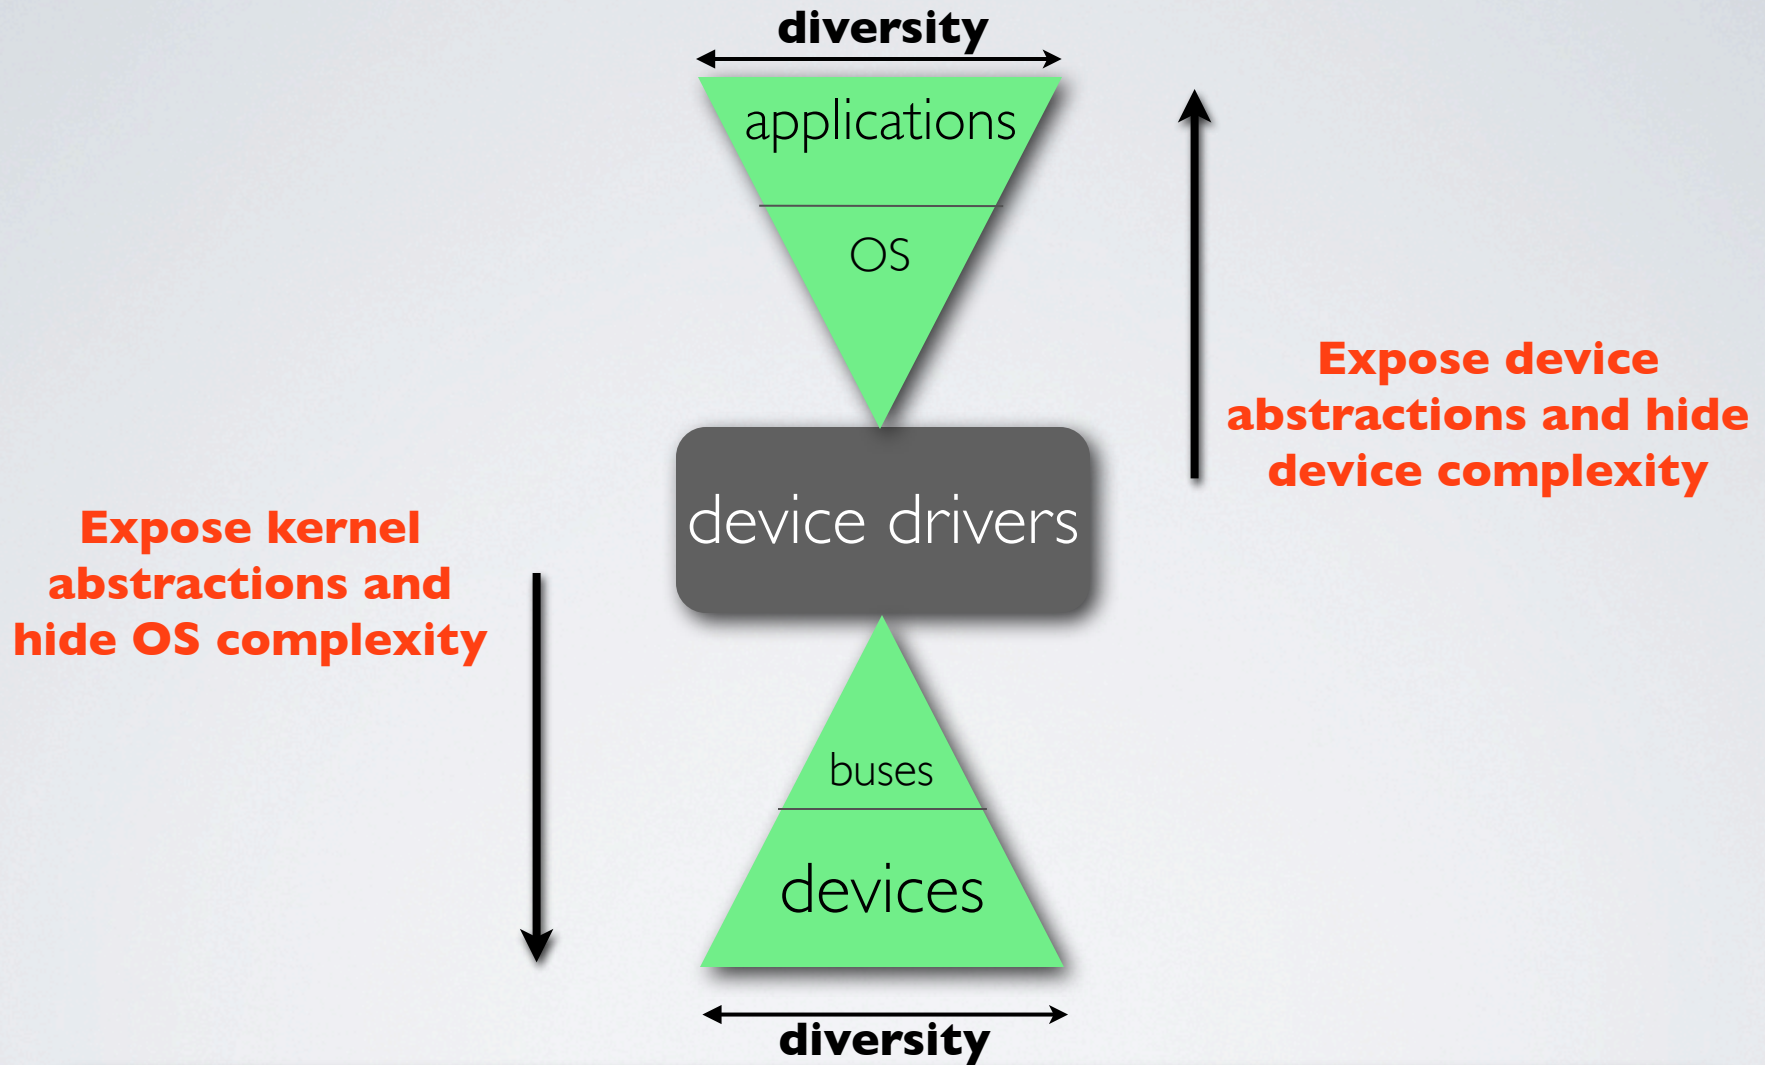 diversity
applications
OS
Expose device
abstractions and hide
device complexity
device drivers
Expose kernel
abstractions and
hide OS complexity
buses
devices
diversity